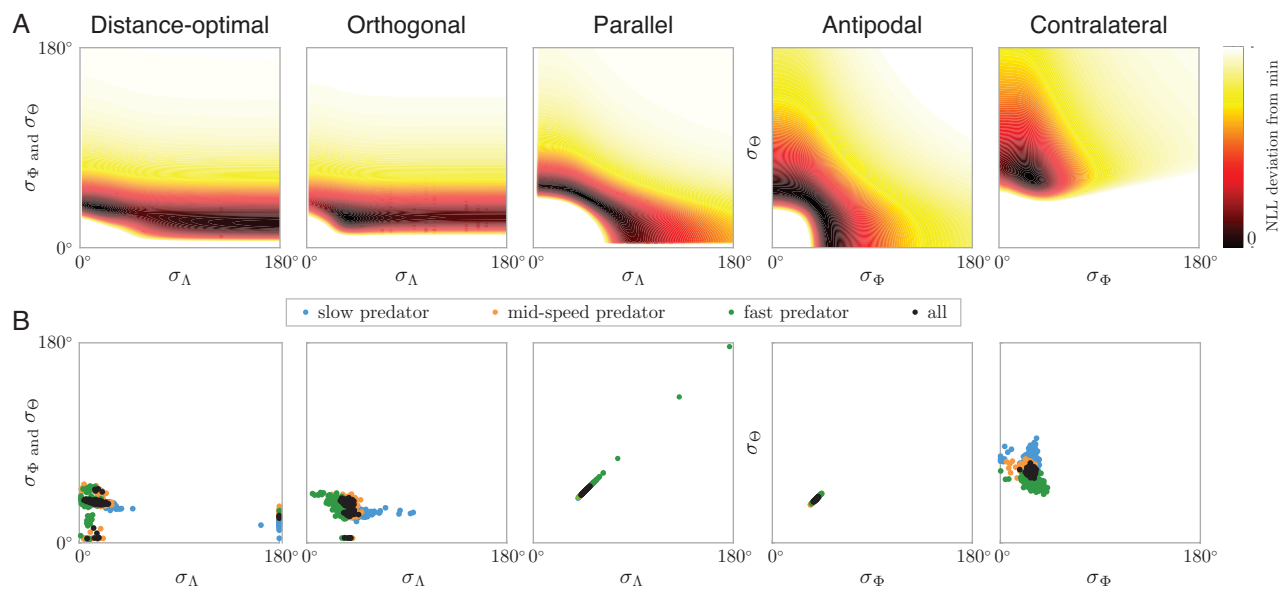 A
Distance-optimal
Orthogonal
Parallel
Antipodal
Contralateral
180°
σΦ and σΘ
0°
0°
σΛ
180°
0°
σΛ
180°
0°
σΛ
180°
σΘ
0°
σΦ
180°
0°
σΦ
180°
0
NLL deviation from min
B
slow predator
mid-speed predator
fast predator
all
180°
σΦ and σΘ
0°
0°
σΛ
180°
0°
σΛ
180°
0°
σΛ
180°
σΘ
0°
σΦ
180°
0°
σΦ
180°